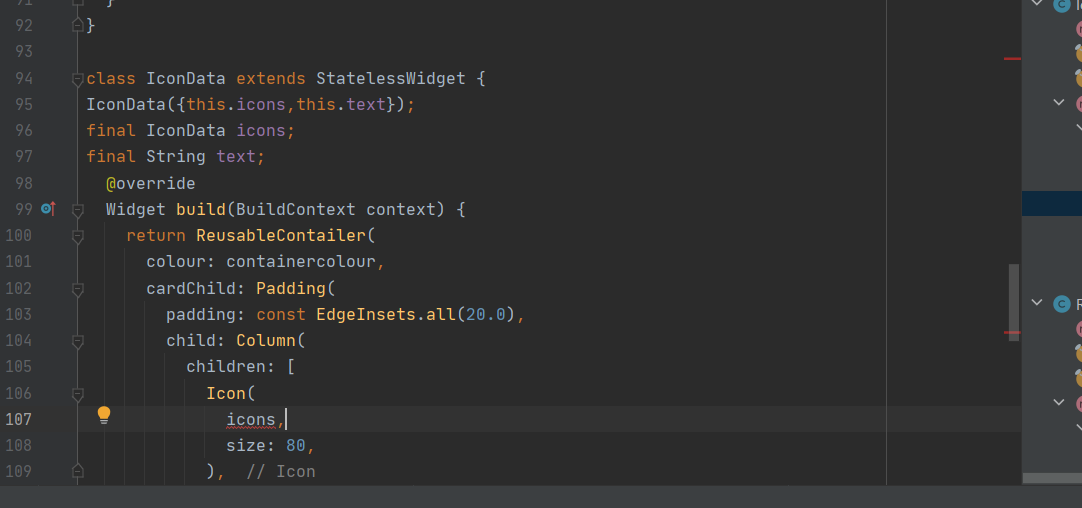 91 }
92 }
93
94 class IconData extends StatelessWidget {
95 IconData({this.icons,this.text});
96 final IconData icons;
97 final String text;
98 @override
99 Widget build(BuildContext context) {
100 return ReusableContailer(
101 colour: containercolour,
102 cardChild: Padding(
103 padding: const EdgeInsets.all(20.0),
104 child: Column(
105 children: [
106 Icon(
107 icons,
108 size: 80,
109 ), // Icon
C
C